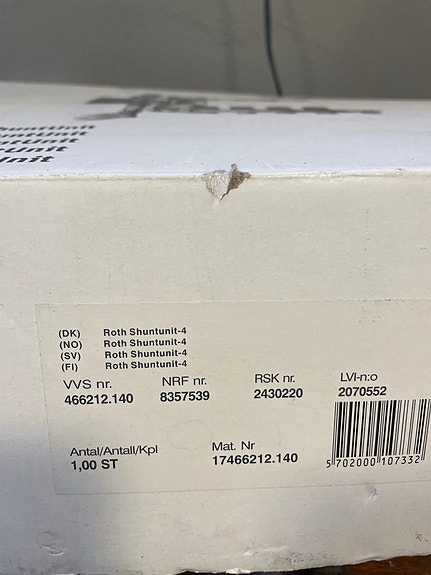 (DK) Roth Shuntunit-4
(NO) Roth Shuntunit-4
(SV) Roth Shuntunit-4
(FI) Roth Shuntunit-4
VVS nr. NRF nr. RSK nr. LVI-n:o
466212.140 8357539 2430220 2070552
Antal/Antall/Kpl Mat. Nr
1,00 ST 17466212.140
5 702000 107332